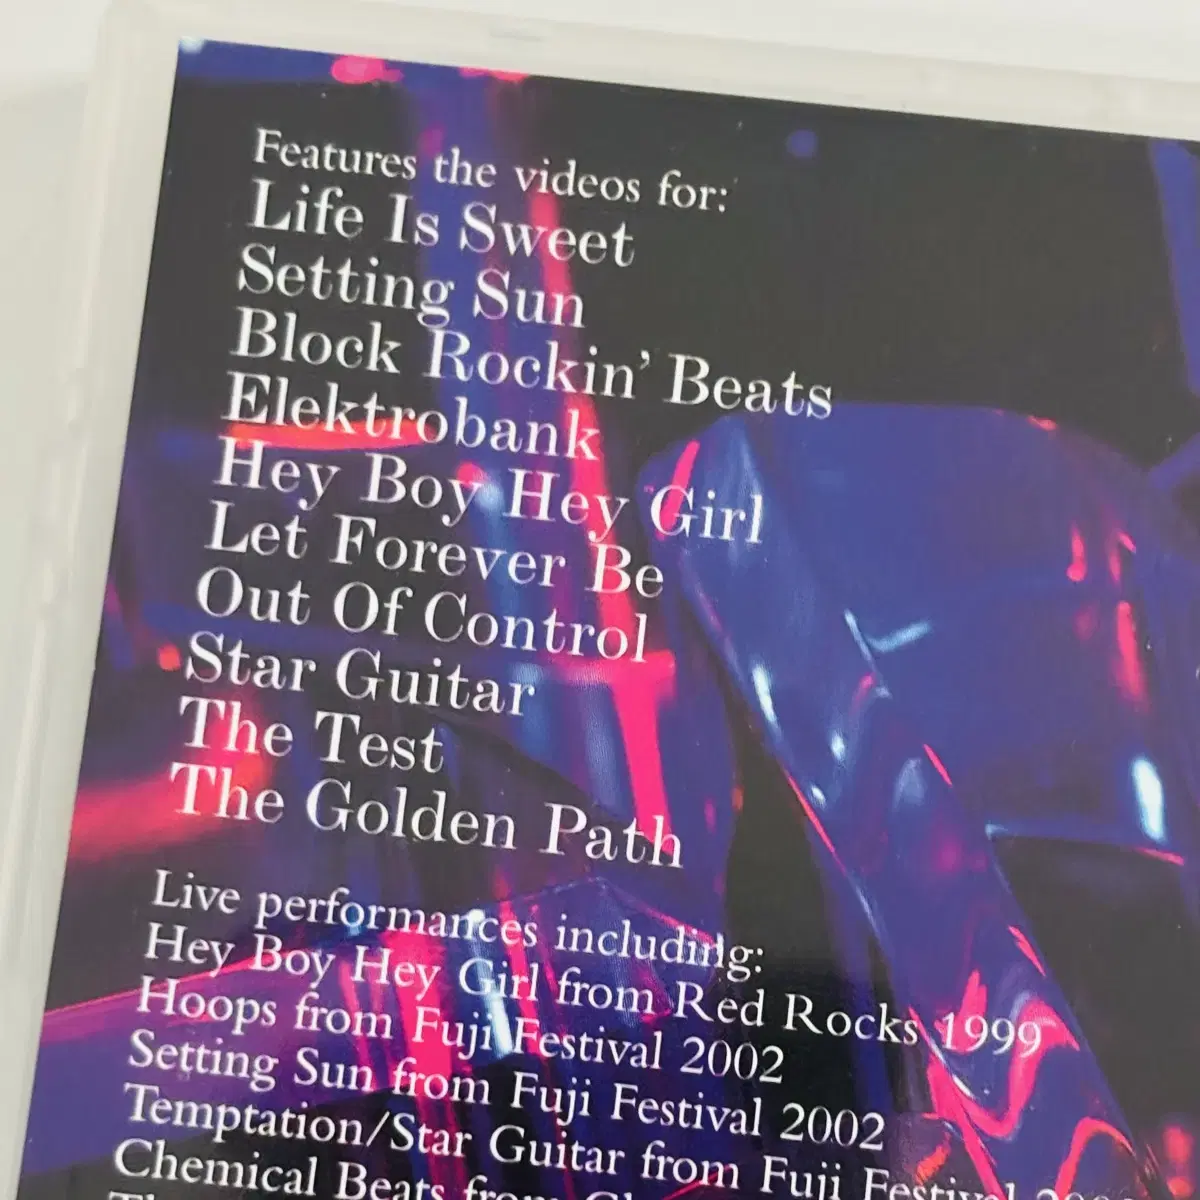 Features the videos for:
Life Is Sweet
Setting Sun
Block Rockin' Beats
Elektrobank
Hey Boy Hey Girl
Let Forever Be
Out Of Control
Star Guitar
The Test
The Golden Path
Live performances including:
Hey Boy Hey Girl from Red Rocks 1999
Hoops from Fuji Festival 2002
Setting Sun from Fuji Festival 2002
Temptation/Star Guitar from Fuji
Chemical Beats from